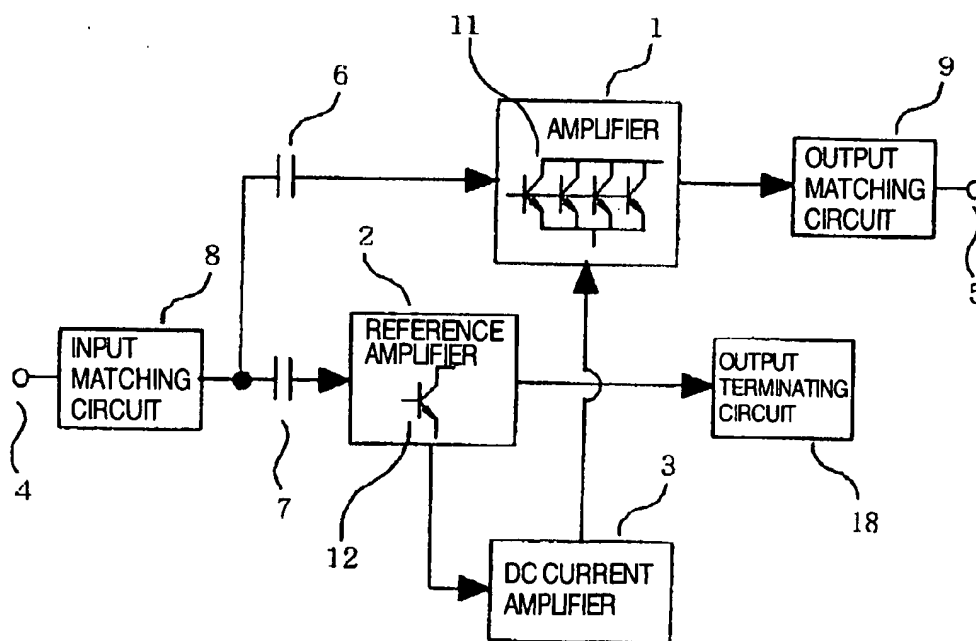 11
1
6
9
AMPLIFIER
OUTPUT
MATCHING
CIRCUIT
2
8
5
REFERENCE
AMPLIFIER
INPUT
MATCHING
CIRCUIT
OUTPUT
TERMINATING
CIRCUIT
4
7
12
3
18
DC CURRENT
AMPLIFIER